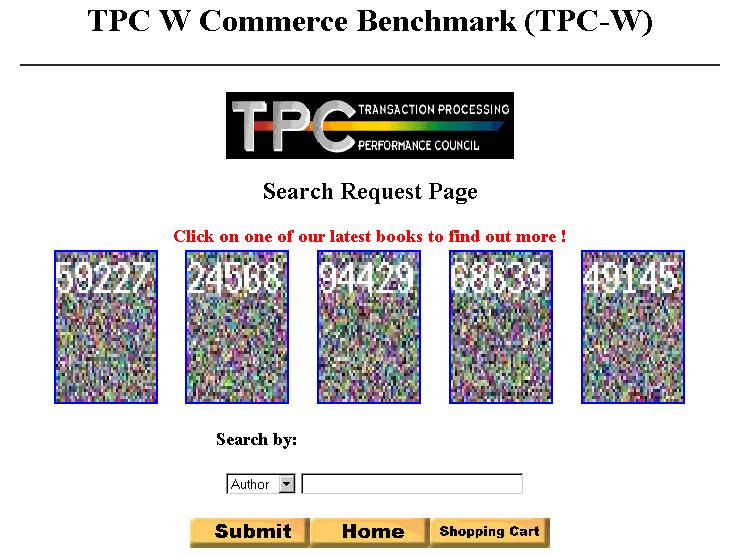 TPC W Commerce Benchmark (TPC-W)
TPC TRANSACTION PROCESSING
PERFORMANCE COUNCIL
Search Request Page
Click on one of our latest books to find out more !
59227 24568 94429 68639 49145
Search by:
Author
Submit Home Shopping Cart